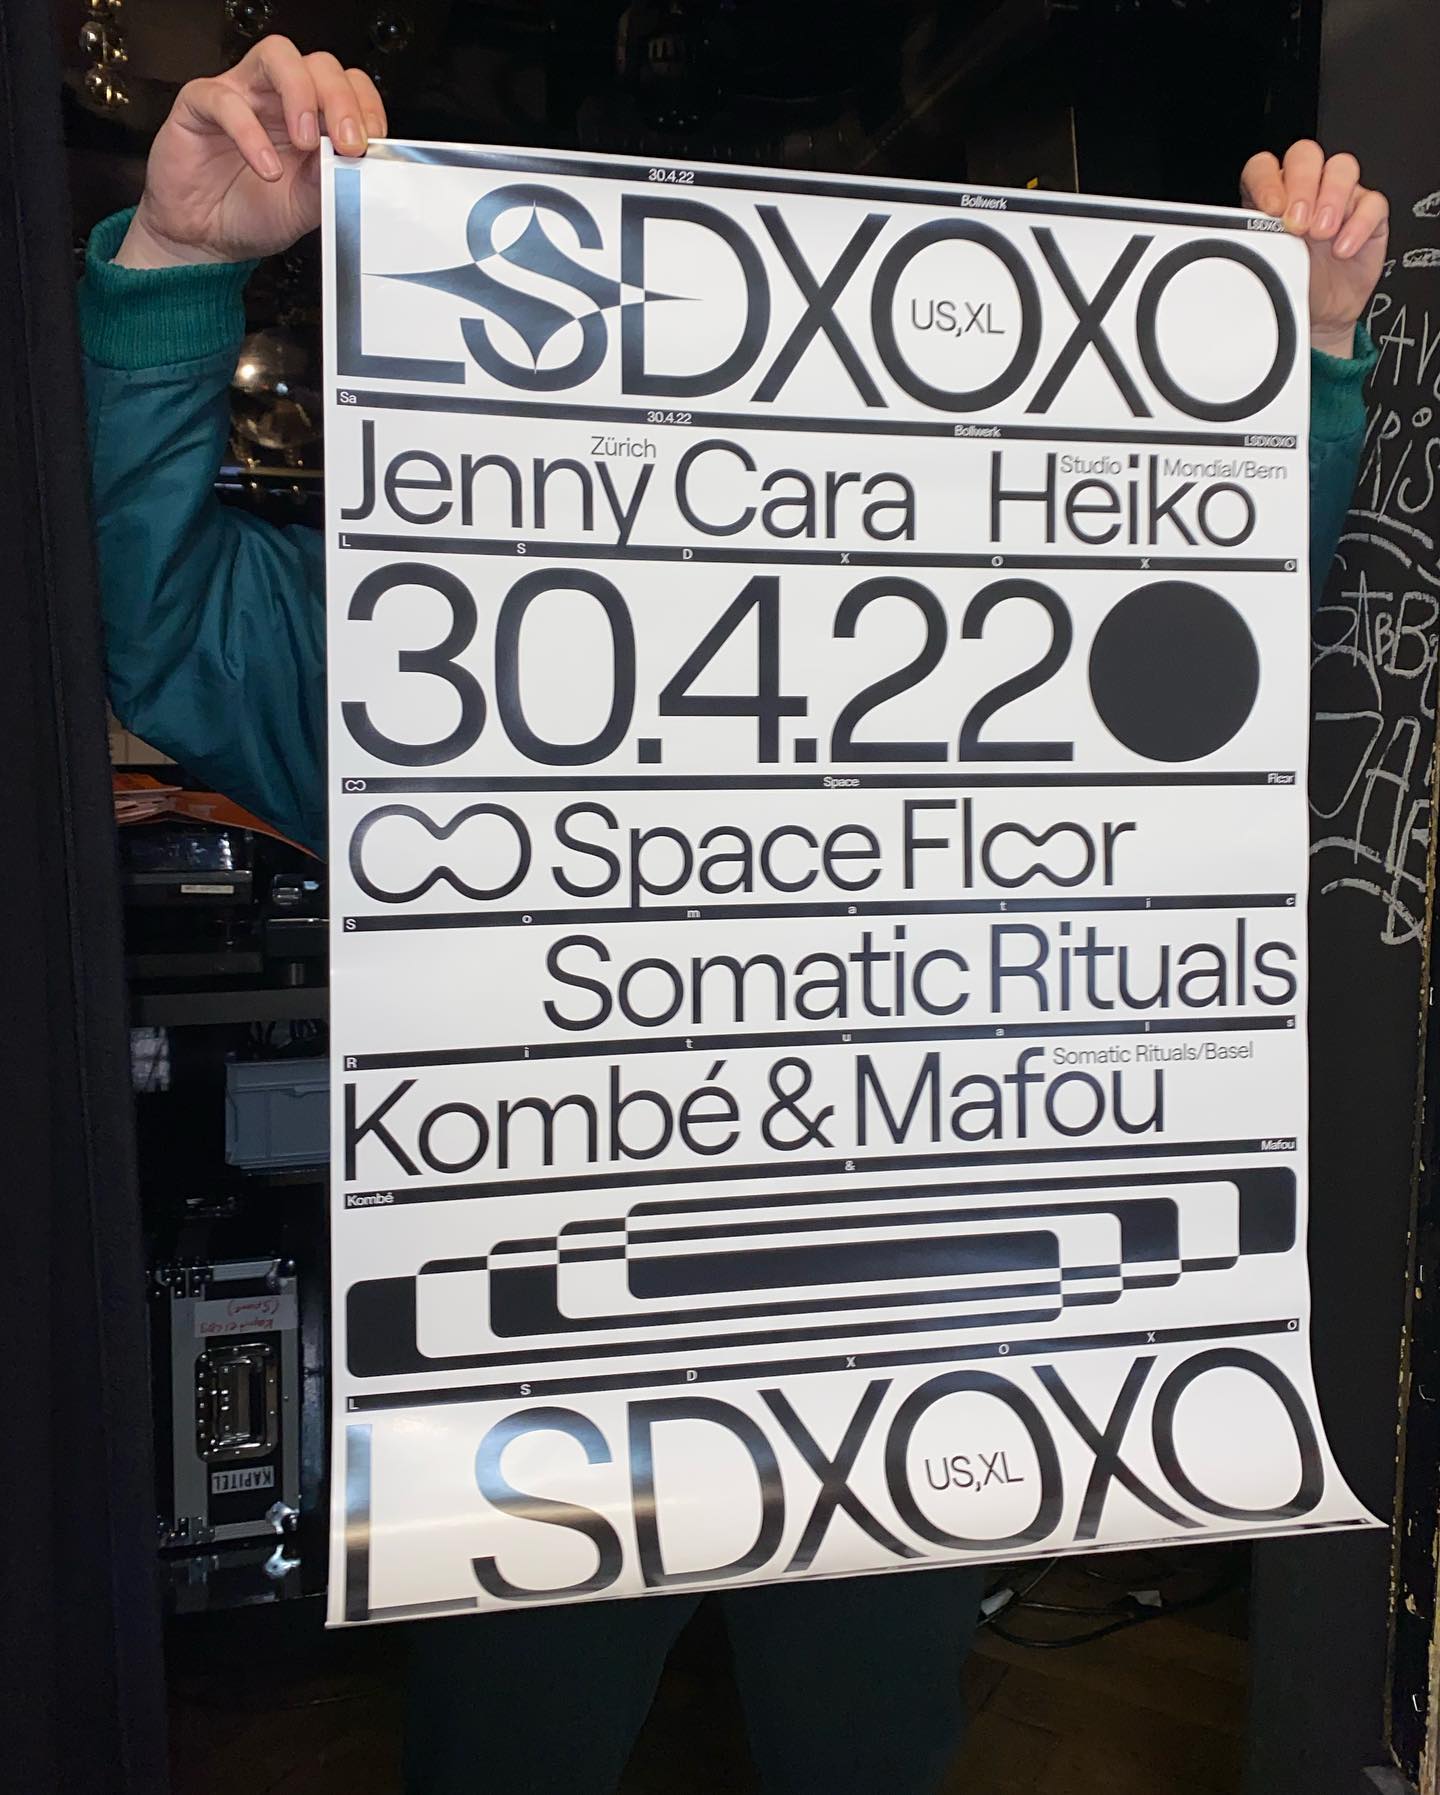 30.4.22 Bollwerk LSDXOXO
LSDXOXO
US,XL
Sa 30.4.22 Bollwerk LSDXOXO
Zürich Studio Mondial/Bern
Jenny Cara Heiko
L S D X O X O
30.4.22
∞ Space Floor
∞ Space Floor
S o m a t i c
Somatic Rituals
R i t u a l s
Somatic Rituals/Basel
Kombé & Mafou
Kombé & Mafou
L S D X O X O
LSDXOXO
US,XL
KAPITEL